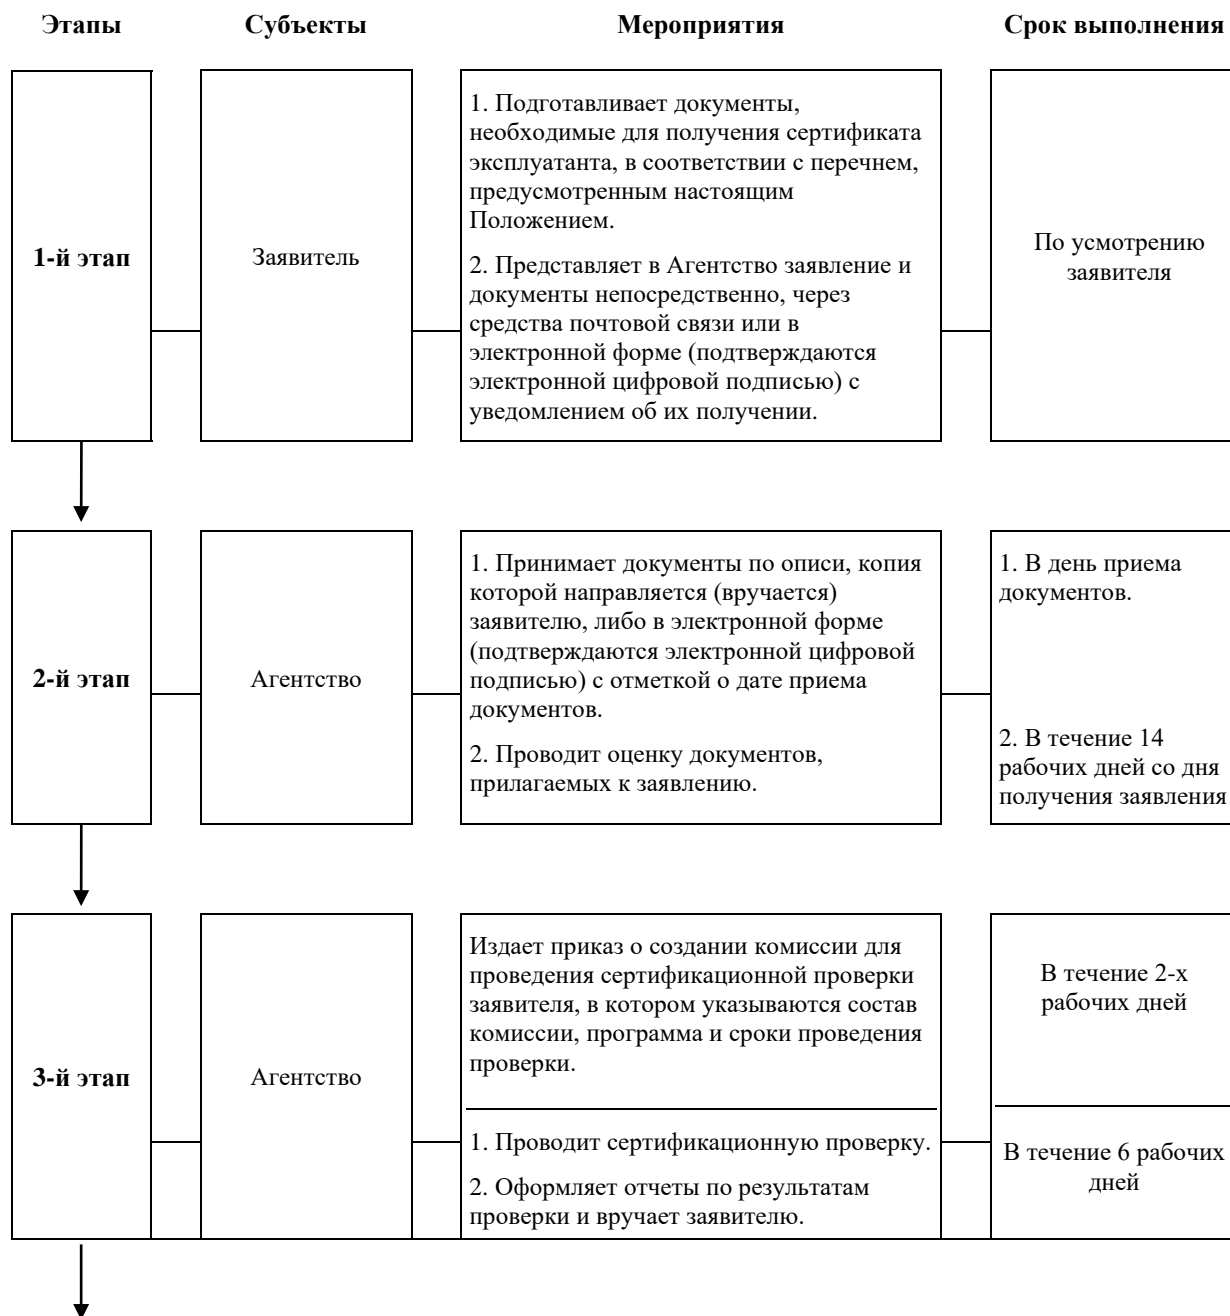 Этапы Субъекты Мероприятия Срок выполнения
1-й этап
Заявитель
1. Подготавливает документы,
необходимые для получения сертификата
эксплуатанта, в соответствии с перечнем,
предусмотренным настоящим
Положением.
2. Представляет в Агентство заявление и
документы непосредственно, через
средства почтовой связи или в
электронной форме (подтверждаются
электронной цифровой подписью) с
уведомлением об их получении.
По усмотрению
заявителя
2-й этап
Агентство
1. Принимает документы по описи, копия
которой направляется (вручается)
заявителю, либо в электронной форме
(подтверждаются электронной цифровой
подписью) с отметкой о дате приема
документов.
2. Проводит оценку документов,
прилагаемых к заявлению.
1. В день приема
документов.
2. В течение 14
рабочих дней со дня
получения заявления
3-й этап
Агентство
Издает приказ о создании комиссии для
проведения сертификационной проверки
заявителя, в котором указываются состав
комиссии, программа и сроки проведения
проверки.
В течение 2-х
рабочих дней
1. Проводит сертификационную проверку.
2. Оформляет отчеты по результатам
проверки и вручает заявителю.
В течение 6 рабочих
дней